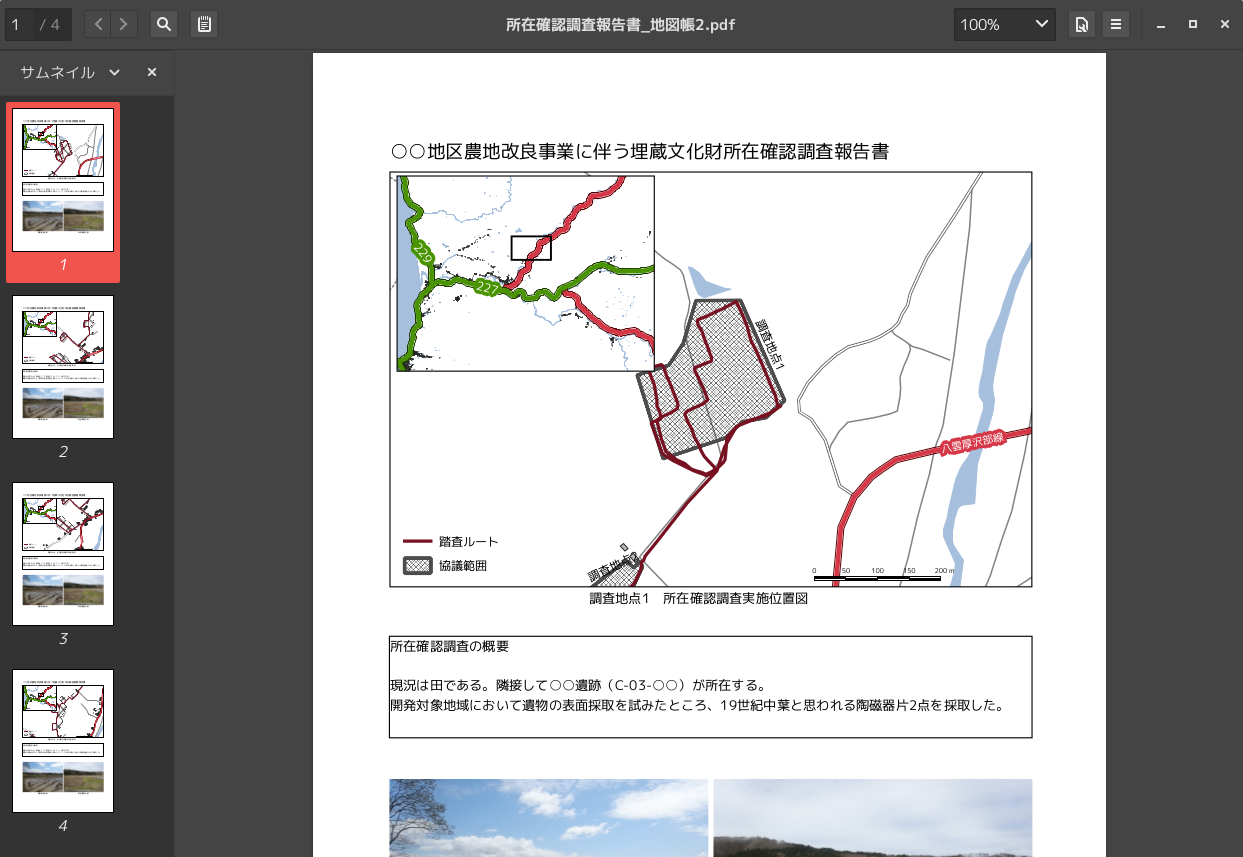 1 / 4
所在確認調査報告書_地図帳2.pdf
100%
サムネイル
1
2
3
4
○○地区農地改良事業に伴う埋蔵文化財所在確認調査報告書
229
227
調査地点1
八雲厚沢部線
踏査ルート
協議範囲
調査地点
0 50 100 150 200 m
調査地点1 所在確認調査実施位置図
所在確認調査の概要
現況は田である。隣接して○○遺跡（C-03-○○）が所在する。
開発対象地域において遺物の表面採取を試みたところ、19世紀中葉と思われる陶磁器片2点を採取した。